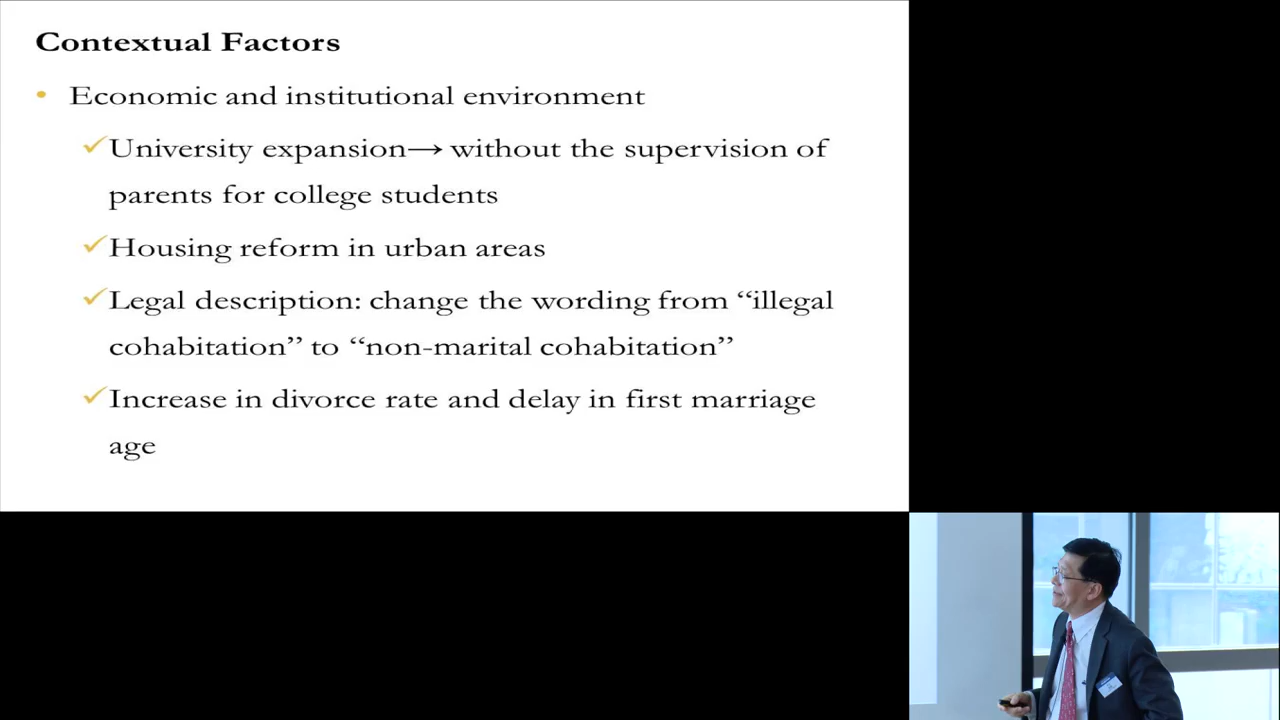 Contextual Factors
• Economic and institutional environment
✓University expansion→ without the supervision of
parents for college students
✓Housing reform in urban areas
✓Legal description: change the wording from “illegal
cohabitation” to “non-marital cohabitation”
✓Increase in divorce rate and delay in first marriage
age